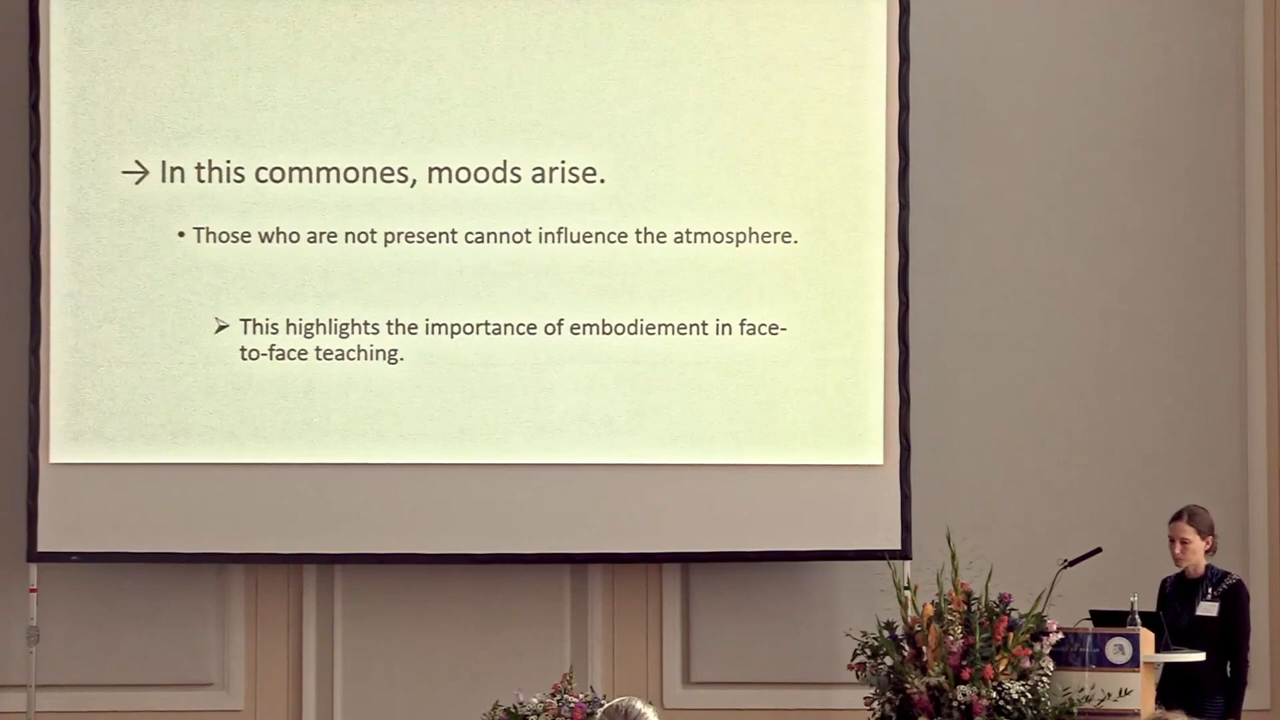 → In this commones, moods arise.
• Those who are not present cannot influence the atmosphere.
➢ This highlights the importance of embodiement in face-
to-face teaching.